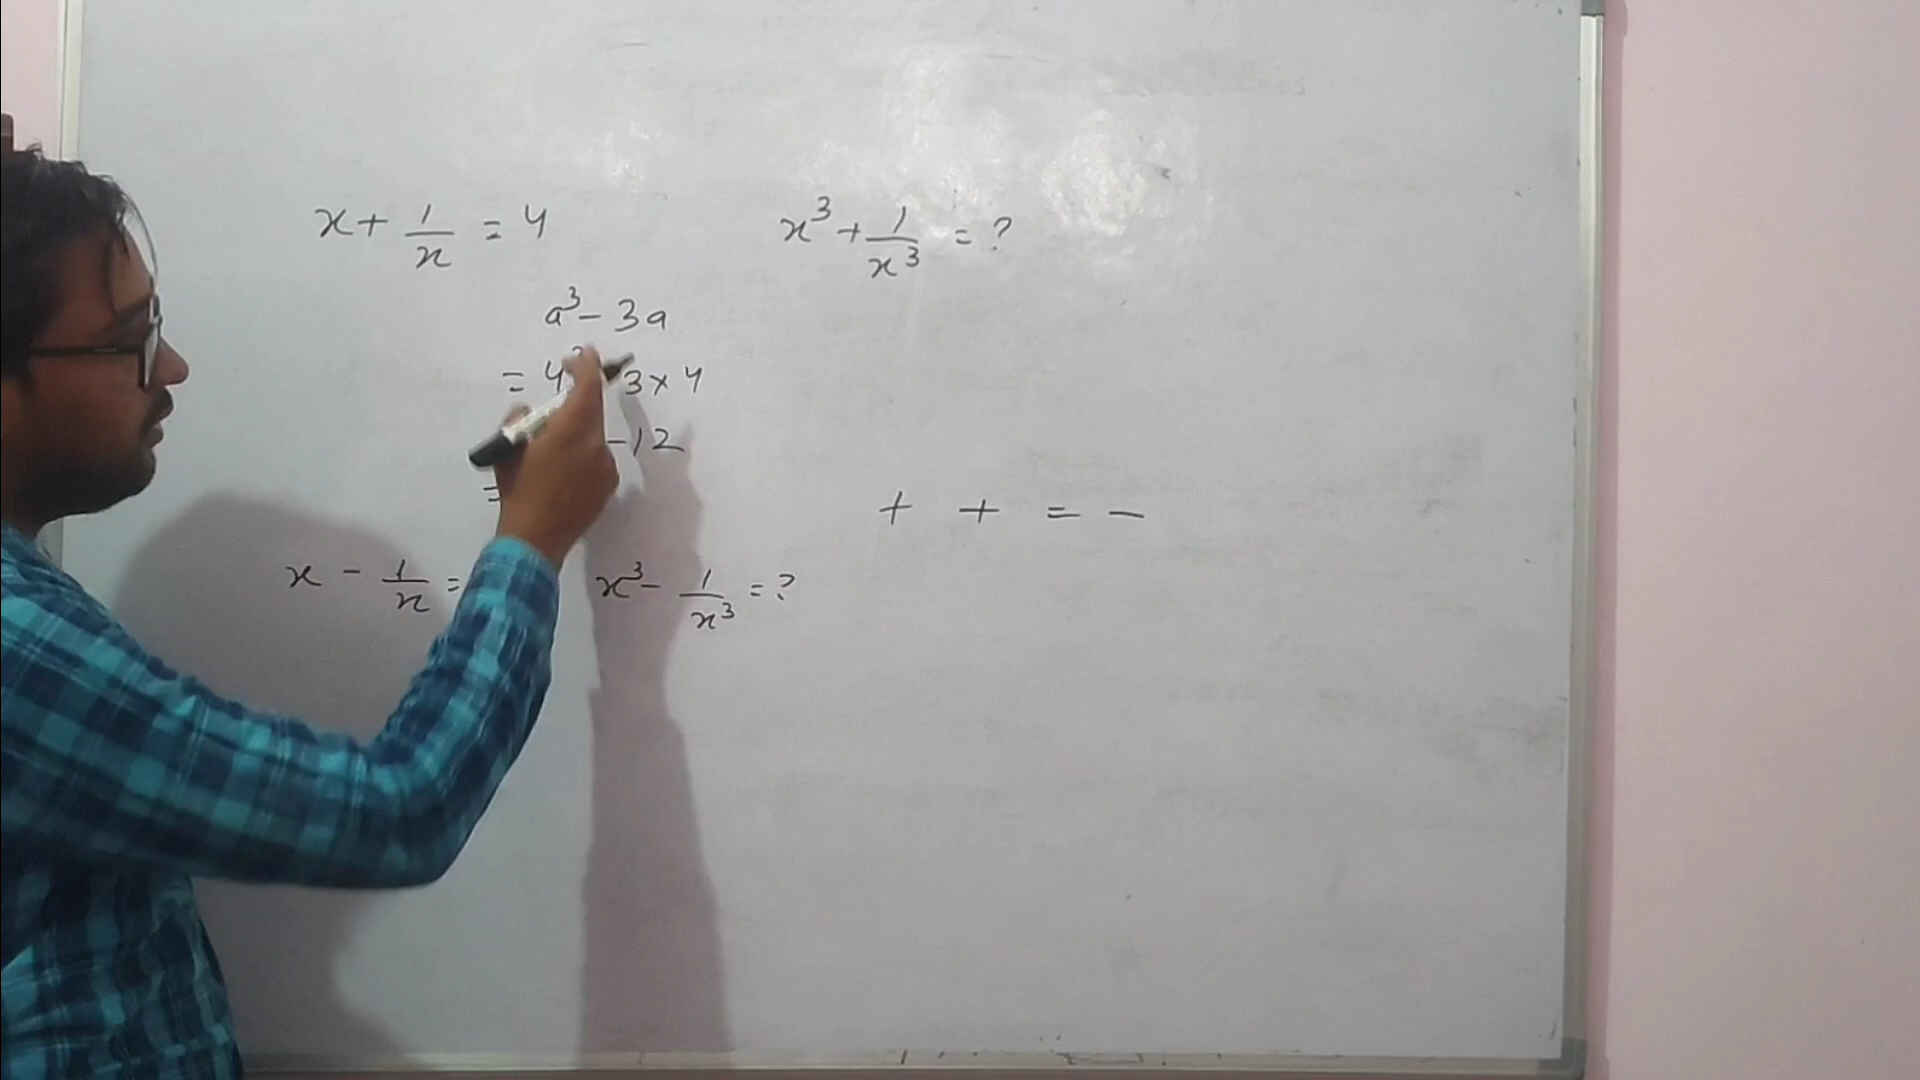 x + 1/x = 4    x³ + 1/x³ = ?
a³ - 3a
= 4 3 × 4
- 12
=
+ + = -
x - 1/x =    x³ - 1/x³ = ?